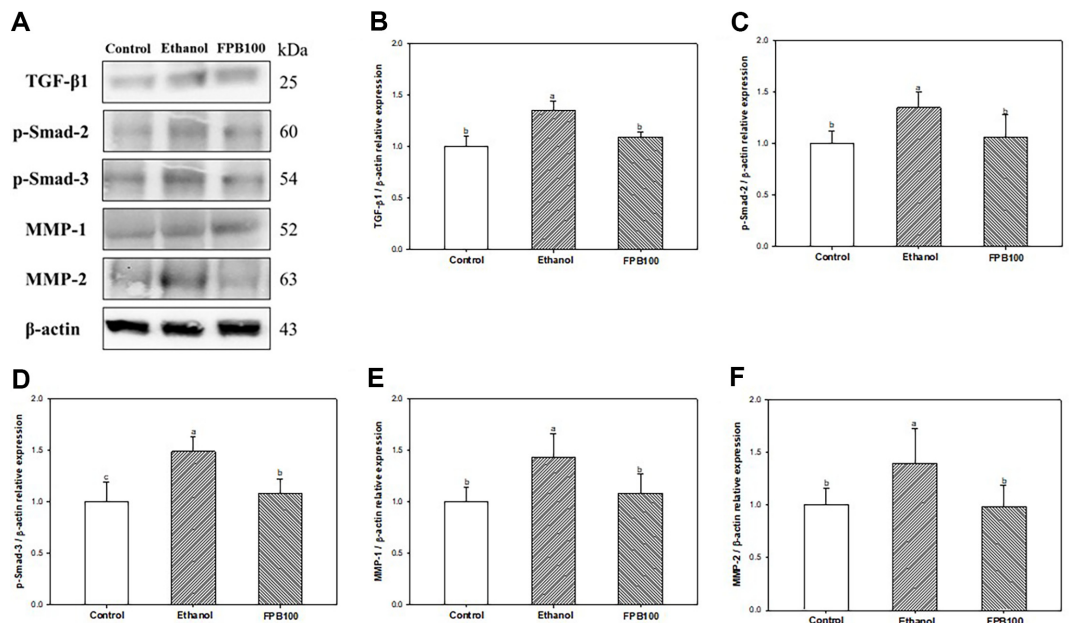 A
Control Ethanol FPB100 kDa
TGF-β1 25
p-Smad-2 60
p-Smad-3 54
MMP-1 52
MMP-2 63
β-actin 43
B
TGF-β1 / β-actin relative expression
2.0
1.5
1.0
0.5
0.0
b
a
b
Control Ethanol FPB100
C
p-Smad-2 / β-actin relative expression
2.0
1.5
1.0
0.5
0.0
b
a
b
Control Ethanol FPB100
D
p-Smad-3 / β-actin relative expression
2.0
1.5
1.0
0.5
0.0
c
a
b
Control Ethanol FPB100
E
MMP-1 / β-actin relative expression
2.0
1.5
1.0
0.5
0.0
b
a
b
Control Ethanol FPB100
F
MMP-2 / β-actin relative expression
2.0
1.5
1.0
0.5
0.0
b
a
b
Control Ethanol FPB100